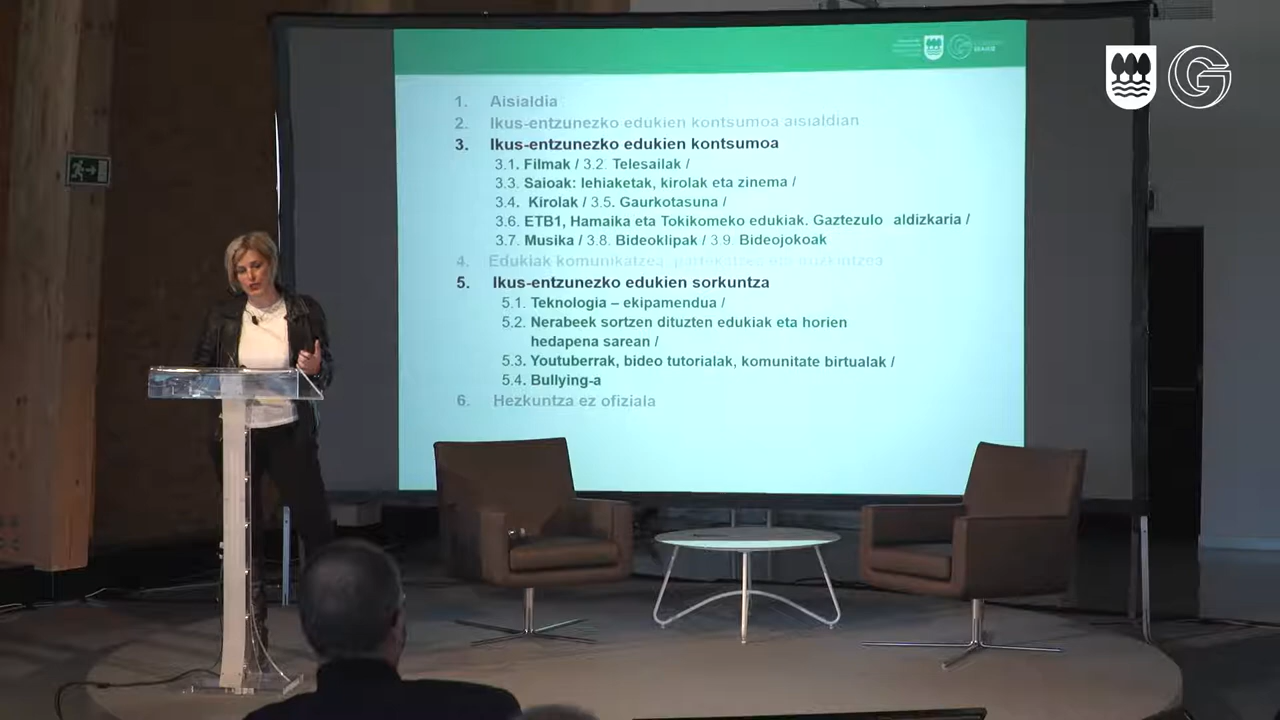 1. Aisialdia
2. Ikus-entzunezko edukien kontsumoa aisialdian
3. Ikus-entzunezko edukien kontsumoa
3.1. Filmak / 3.2. Telesailak /
3.3. Saioak: lehiaketak, kirolak eta zinema /
3.4. Kirolak / 3.5. Gaurkotasuna /
3.6. ETB1, Hamaika eta Tokikomeko edukiak. Gaztezulo aldizkaria /
3.7. Musika / 3.8. Bideoklipak / 3.9. Bideojokoak
4. Edukiak komunikatzea, partekatzea eta iruzkintzea
5. Ikus-entzunezko edukien sorkuntza
5.1. Teknologia – ekipamendua /
5.2. Nerabeek sortzen dituzten edukiak eta horien
hedapena sarean /
5.3. Youtuberrak, bideo tutorialak, komunitate birtualak /
5.4. Bullying-a
6. Hezkuntza ez ofiziala